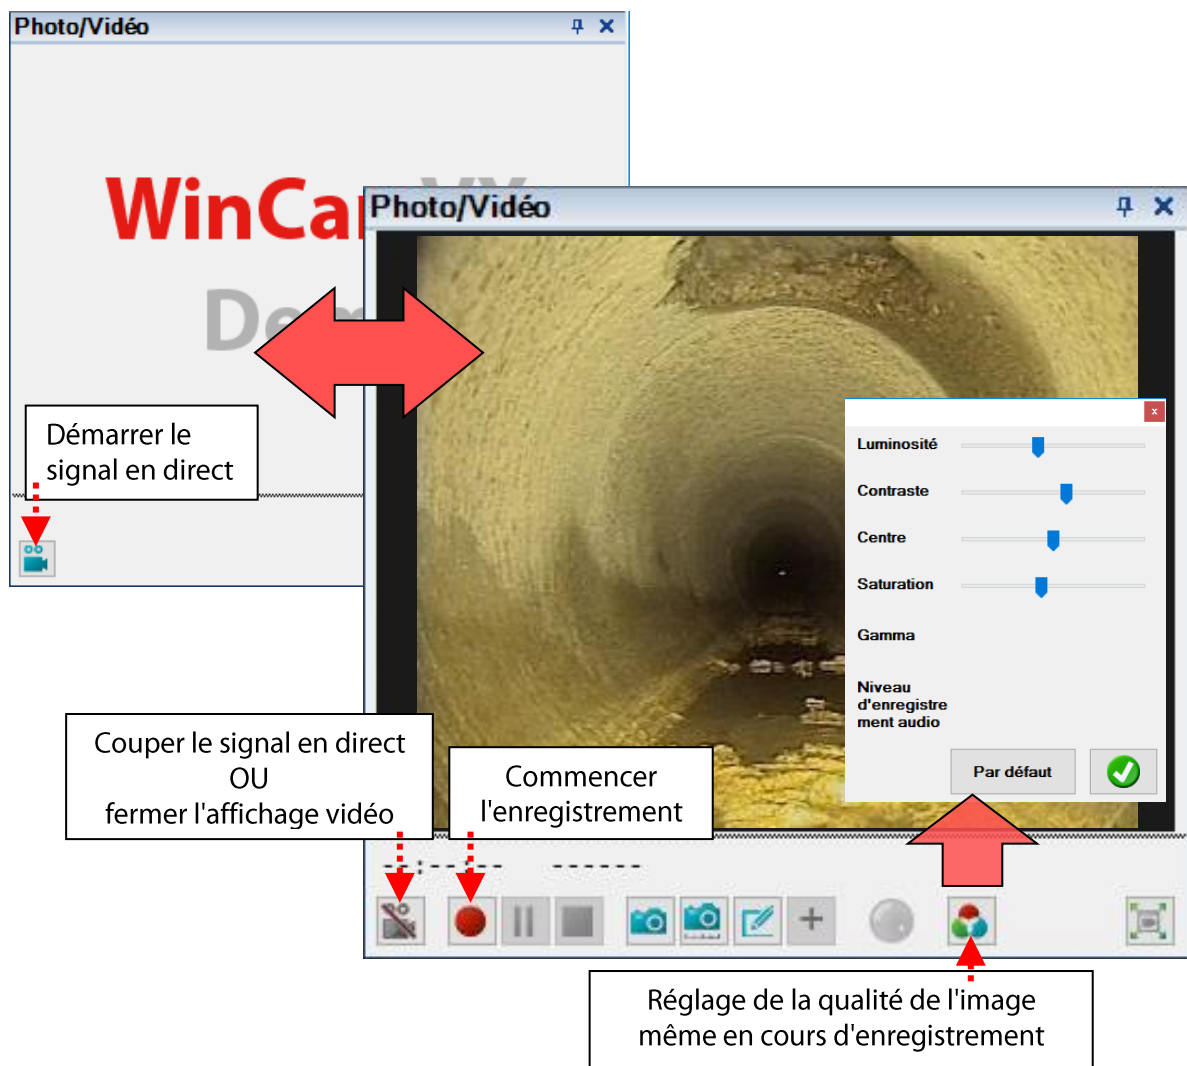 Photo/Vidéo
WinCa
Dem
Démarrer le
signal en direct
Photo/Vidéo
Luminosité
Contraste
Centre
Saturation
Gamma
Niveau
d'enregistre
ment audio
Par défaut
Couper le signal en direct
OU
fermer l'affichage vidéo
Commencer
l'enregistrement
--:--:-- ------
Réglage de la qualité de l'image
même en cours d'enregistrement